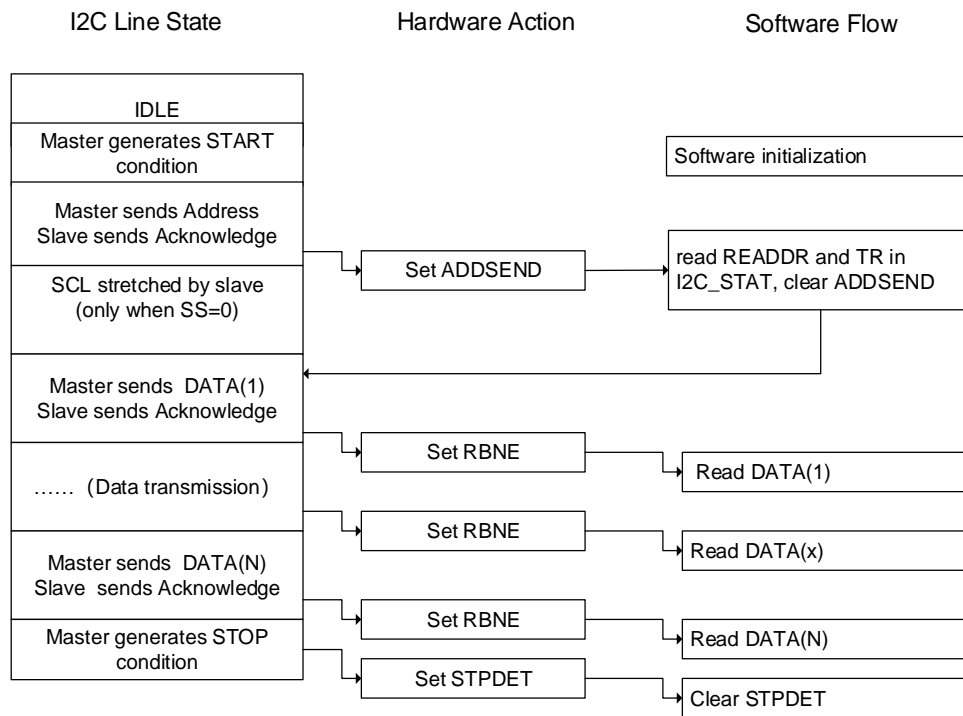 I2C Line State
Hardware Action
Software Flow
IDLE
Master generates START
condition
Software initialization
Master sends Address
Slave sends Acknowledge
Set ADDSEND
read READDR and TR in
I2C_STAT, clear ADDSEND
SCL stretched by slave
(only when SS=0)
Master sends DATA(1)
Slave sends Acknowledge
Set RBNE
Read DATA(1)
…… (Data transmission)
Set RBNE
Read DATA(x)
Master sends DATA(N)
Slave sends Acknowledge
Set RBNE
Read DATA(N)
Master generates STOP
condition
Set STPDET
Clear STPDET